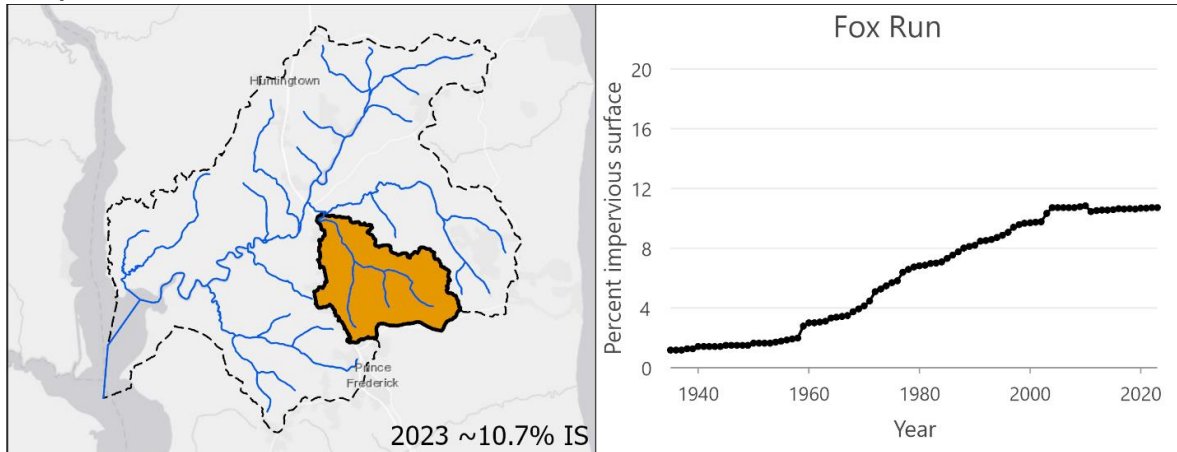 Huntingtown
Prince
Frederick
2023 ~10.7% IS
Fox Run
Percent impervious surface
20
16
12
8
4
0
1940
1960
1980
2000
2020
Year